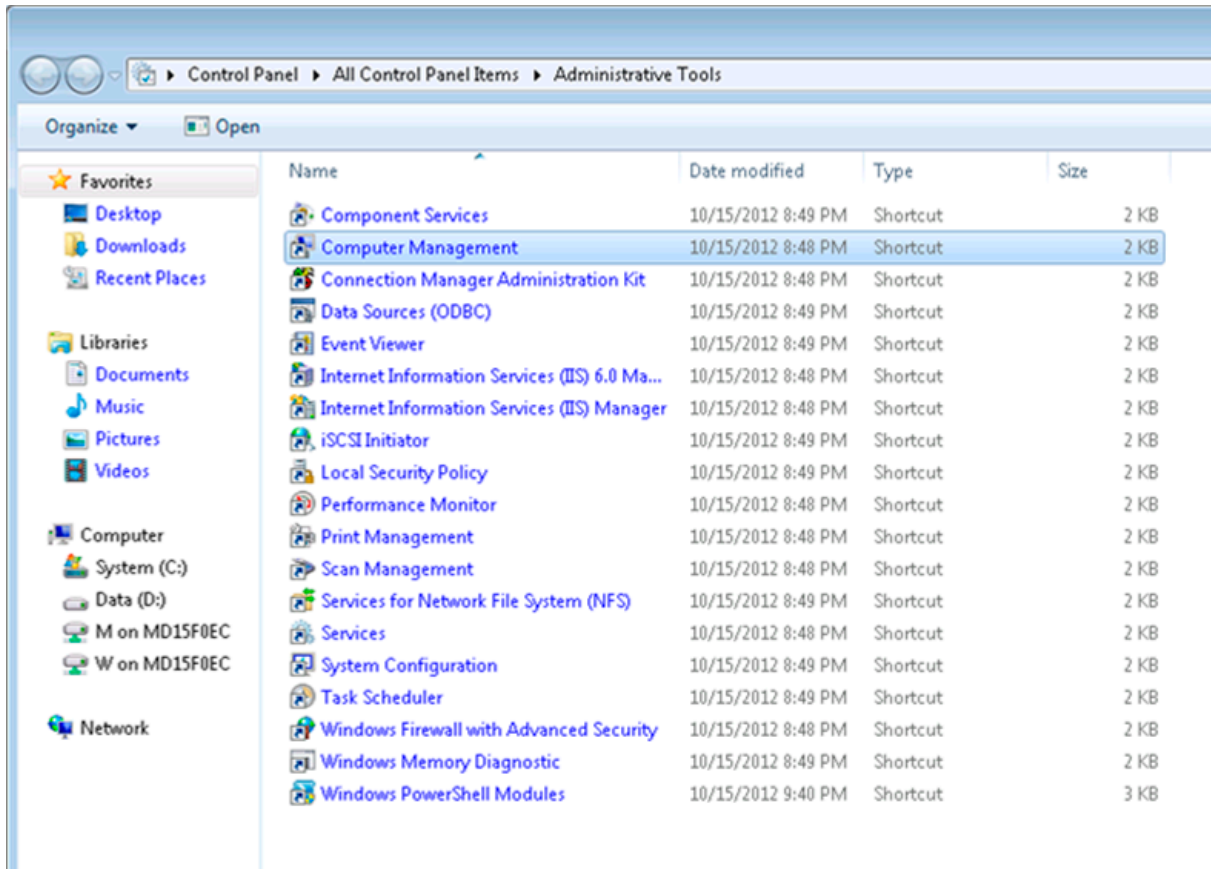 Control Panel ▸ All Control Panel Items ▸ Administrative Tools
Organize ▾ Open
Favorites
Desktop
Downloads
Recent Places
Libraries
Documents
Music
Pictures
Videos
Computer
System (C:)
Data (D:)
M on MD15F0EC
W on MD15F0EC
Network
Name Date modified Type Size
Component Services 10/15/2012 8:49 PM Shortcut 2 KB
Computer Management 10/15/2012 8:48 PM Shortcut 2 KB
Connection Manager Administration Kit 10/15/2012 8:48 PM Shortcut 2 KB
Data Sources (ODBC) 10/15/2012 8:49 PM Shortcut 2 KB
Event Viewer 10/15/2012 8:49 PM Shortcut 2 KB
Internet Information Services (IIS) 6.0 Ma... 10/15/2012 8:48 PM Shortcut 2 KB
Internet Information Services (IIS) Manager 10/15/2012 8:48 PM Shortcut 2 KB
iSCSI Initiator 10/15/2012 8:49 PM Shortcut 2 KB
Local Security Policy 10/15/2012 8:49 PM Shortcut 2 KB
Performance Monitor 10/15/2012 8:48 PM Shortcut 2 KB
Print Management 10/15/2012 8:48 PM Shortcut 2 KB
Scan Management 10/15/2012 8:48 PM Shortcut 2 KB
Services for Network File System (NFS) 10/15/2012 8:49 PM Shortcut 2 KB
Services 10/15/2012 8:48 PM Shortcut 2 KB
System Configuration 10/15/2012 8:49 PM Shortcut 2 KB
Task Scheduler 10/15/2012 8:49 PM Shortcut 2 KB
Windows Firewall with Advanced Security 10/15/2012 8:48 PM Shortcut 2 KB
Windows Memory Diagnostic 10/15/2012 8:49 PM Shortcut 2 KB
Windows PowerShell Modules 10/15/2012 9:40 PM Shortcut 3 KB